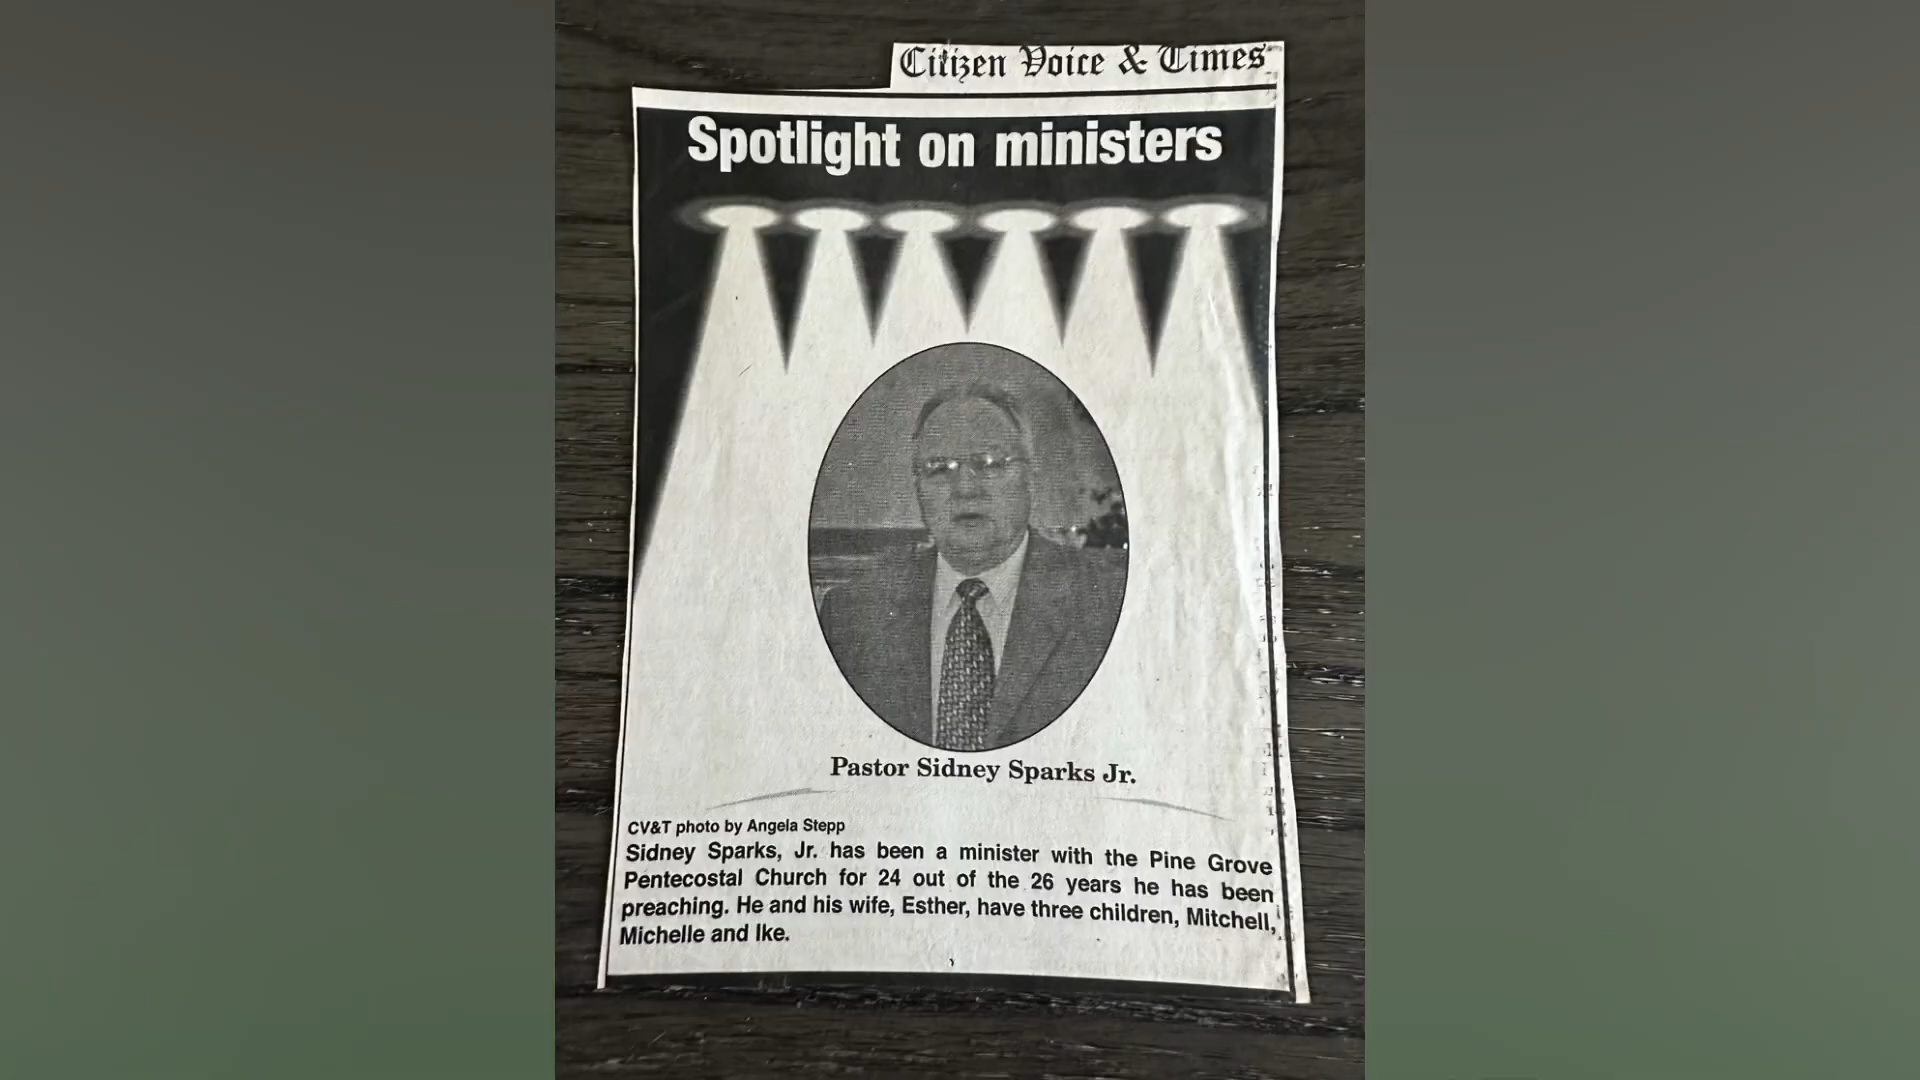 Citizen Voice & Times
Spotlight on ministers
Pastor Sidney Sparks Jr.
CV&T photo by Angela Stepp
Sidney Sparks, Jr. has been a minister with the Pine Grove
Pentecostal Church for 24 out of the 26 years he has been
preaching. He and his wife, Esther, have three children, Mitchell,
Michelle and Ike.